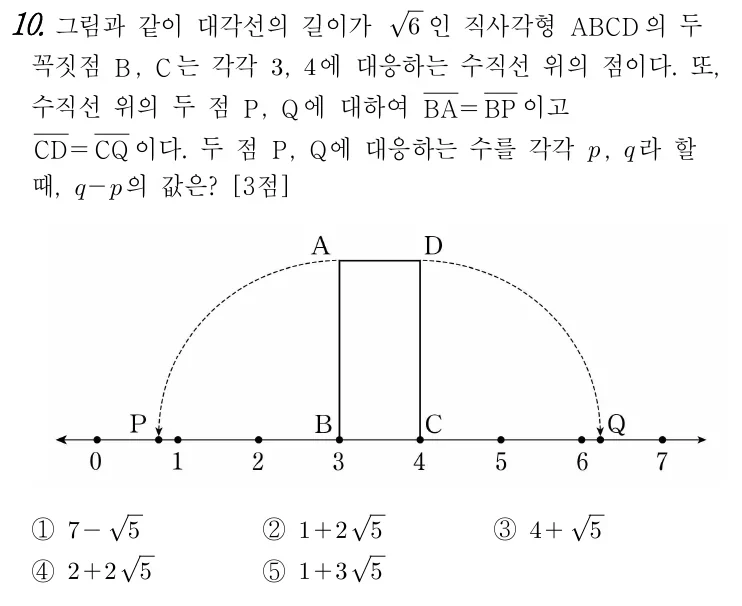 10. 그림과 같이 대각선의 길이가 √6 인 직사각형 ABCD의 두
꼭짓점 B, C는 각각 3, 4에 대응하는 수직선 위의 점이다. 또,
수직선 위의 두 점 P, Q에 대하여 B̅A̅=B̅P̅이고
C̅D̅=C̅Q̅이다. 두 점 P, Q에 대응하는 수를 각각 p, q라 할
때, q-p의 값은? [3점]
A D
P B C Q
0 1 2 3 4 5 6 7
① 7-√5 ② 1+2√5 ③ 4+√5
④ 2+2√5 ⑤ 1+3√5